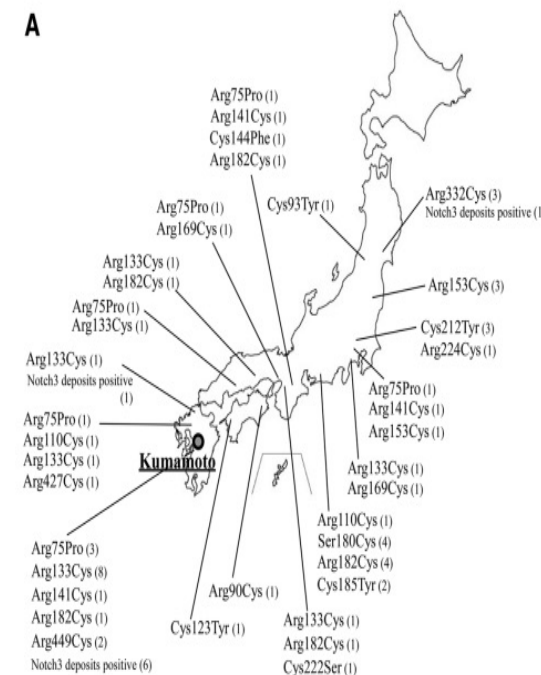 A
Arg75Pro (1)
Arg141Cys (1)
Cys144Phe (1)
Arg182Cys (1)
Cys93Tyr (1)
Arg332Cys (3)
Notch3 deposits positive (1
Arg75Pro (1)
Arg169Cys (1)
Arg133Cys (1)
Arg182Cys (1)
Arg153Cys (3)
Arg75Pro (1)
Arg133Cys (1)
Cys212Tyr (3)
Arg224Cys (1)
Arg133Cys (1)
Notch3 deposits positive
(1)
Arg75Pro (1)
Arg141Cys (1)
Arg153Cys (1)
Arg75Pro (1)
Arg110Cys (1)
Arg133Cys (1)
Arg427Cys (1)
Kumamoto
Arg133Cys (1)
Arg169Cys (1)
Arg110Cys (1)
Ser180Cys (4)
Arg182Cys (4)
Cys185Tyr (2)
Arg75Pro (3)
Arg133Cys (8)
Arg141Cys (1)
Arg182Cys (1)
Arg449Cys (2)
Notch3 deposits positive (6)
Arg90Cys (1)
Cys123Tyr (1)
Arg133Cys (1)
Arg182Cys (1)
Cys222Ser (1)